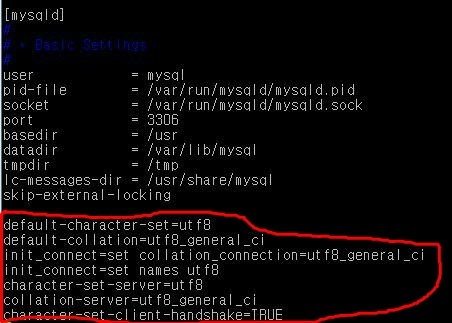 [mysqld]
#
# * Basic Settings
#
user = mysql
pid-file = /var/run/mysqld/mysqld.pid
socket = /var/run/mysqld/mysqld.sock
port = 3306
basedir = /usr
datadir = /var/lib/mysql
tmpdir = /tmp
lc-messages-dir = /usr/share/mysql
skip-external-locking
default-character-set=utf8
default-collation=utf8_general_ci
init_connect=set collation_connection=utf8_general_ci
init_connect=set names utf8
character-set-server=utf8
collation-server=utf8_general_ci
character-set-client-handshake=TRUE